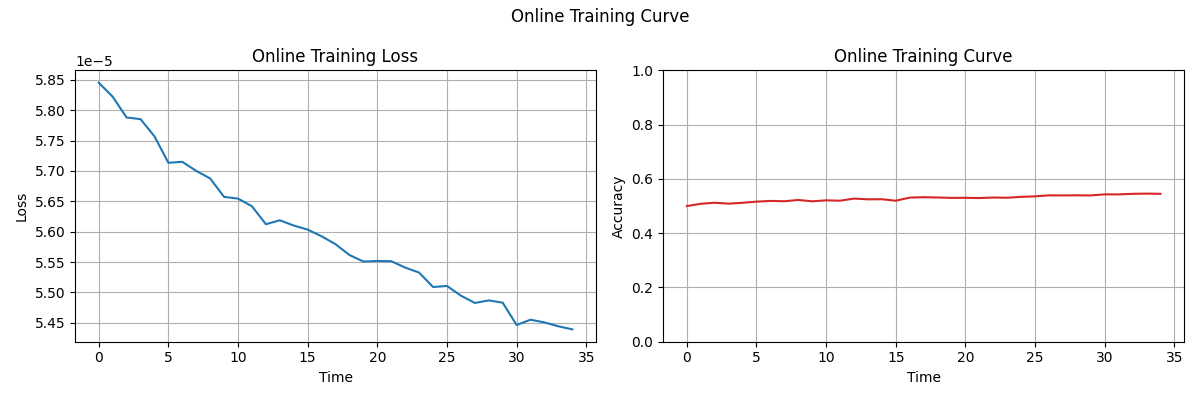 Online Training Curve
Online Training Loss
1e−5
5.85
5.80
5.75
5.70
5.65
5.60
5.55
5.50
5.45
Loss
0 5 10 15 20 25 30 35
Time
Online Training Curve
1.0
0.8
0.6
0.4
0.2
0.0
Accuracy
0 5 10 15 20 25 30 35
Time